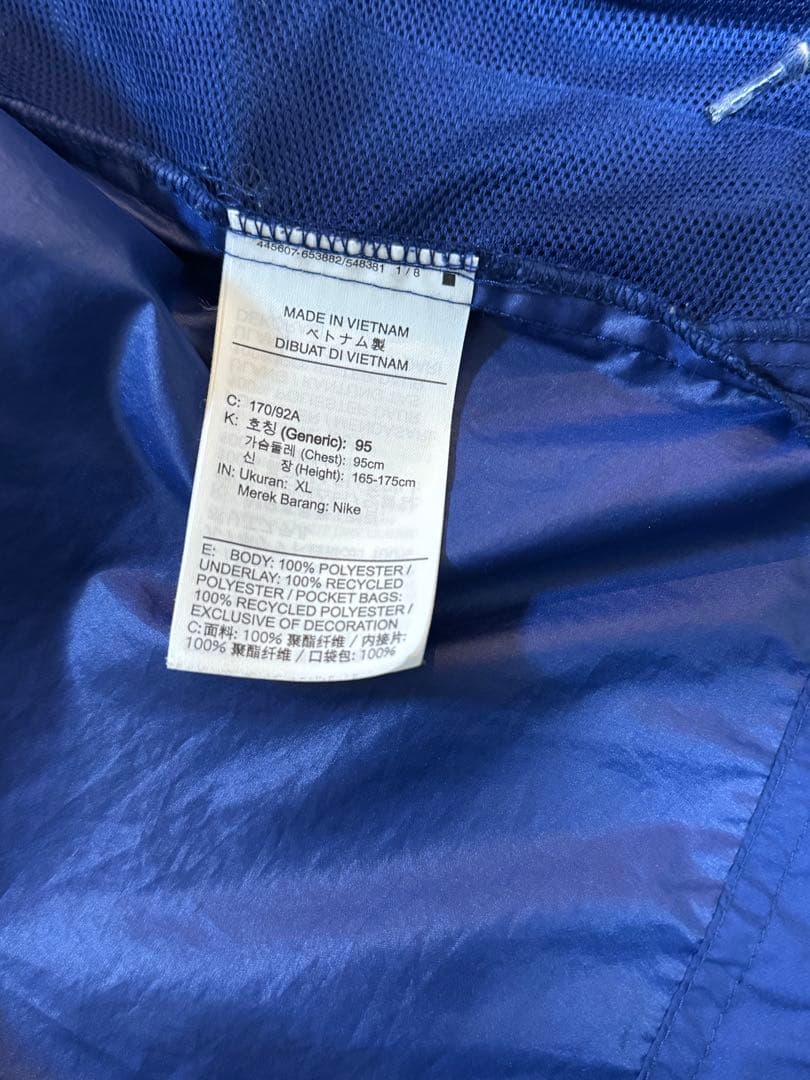 445607-653882/548381 1 / 8
MADE IN VIETNAM
ベトナム製
DIBUAT DI VIETNAM
C: 170/92A
K: 호칭 (Generic): 95
가슴둘레 (Chest): 95cm
신 장 (Height): 165-175cm
IN: Ukuran: XL
Merek Barang: Nike
E: BODY: 100% POLYESTER /
UNDERLAY: 100% RECYCLED
POLYESTER / POCKET BAGS:
100% RECYCLED POLYESTER /
EXCLUSIVE OF DECORATION
C:面料: 100% 聚酯纤维 / 内接片:
100% 聚酯纤维 / 口袋包: 100%